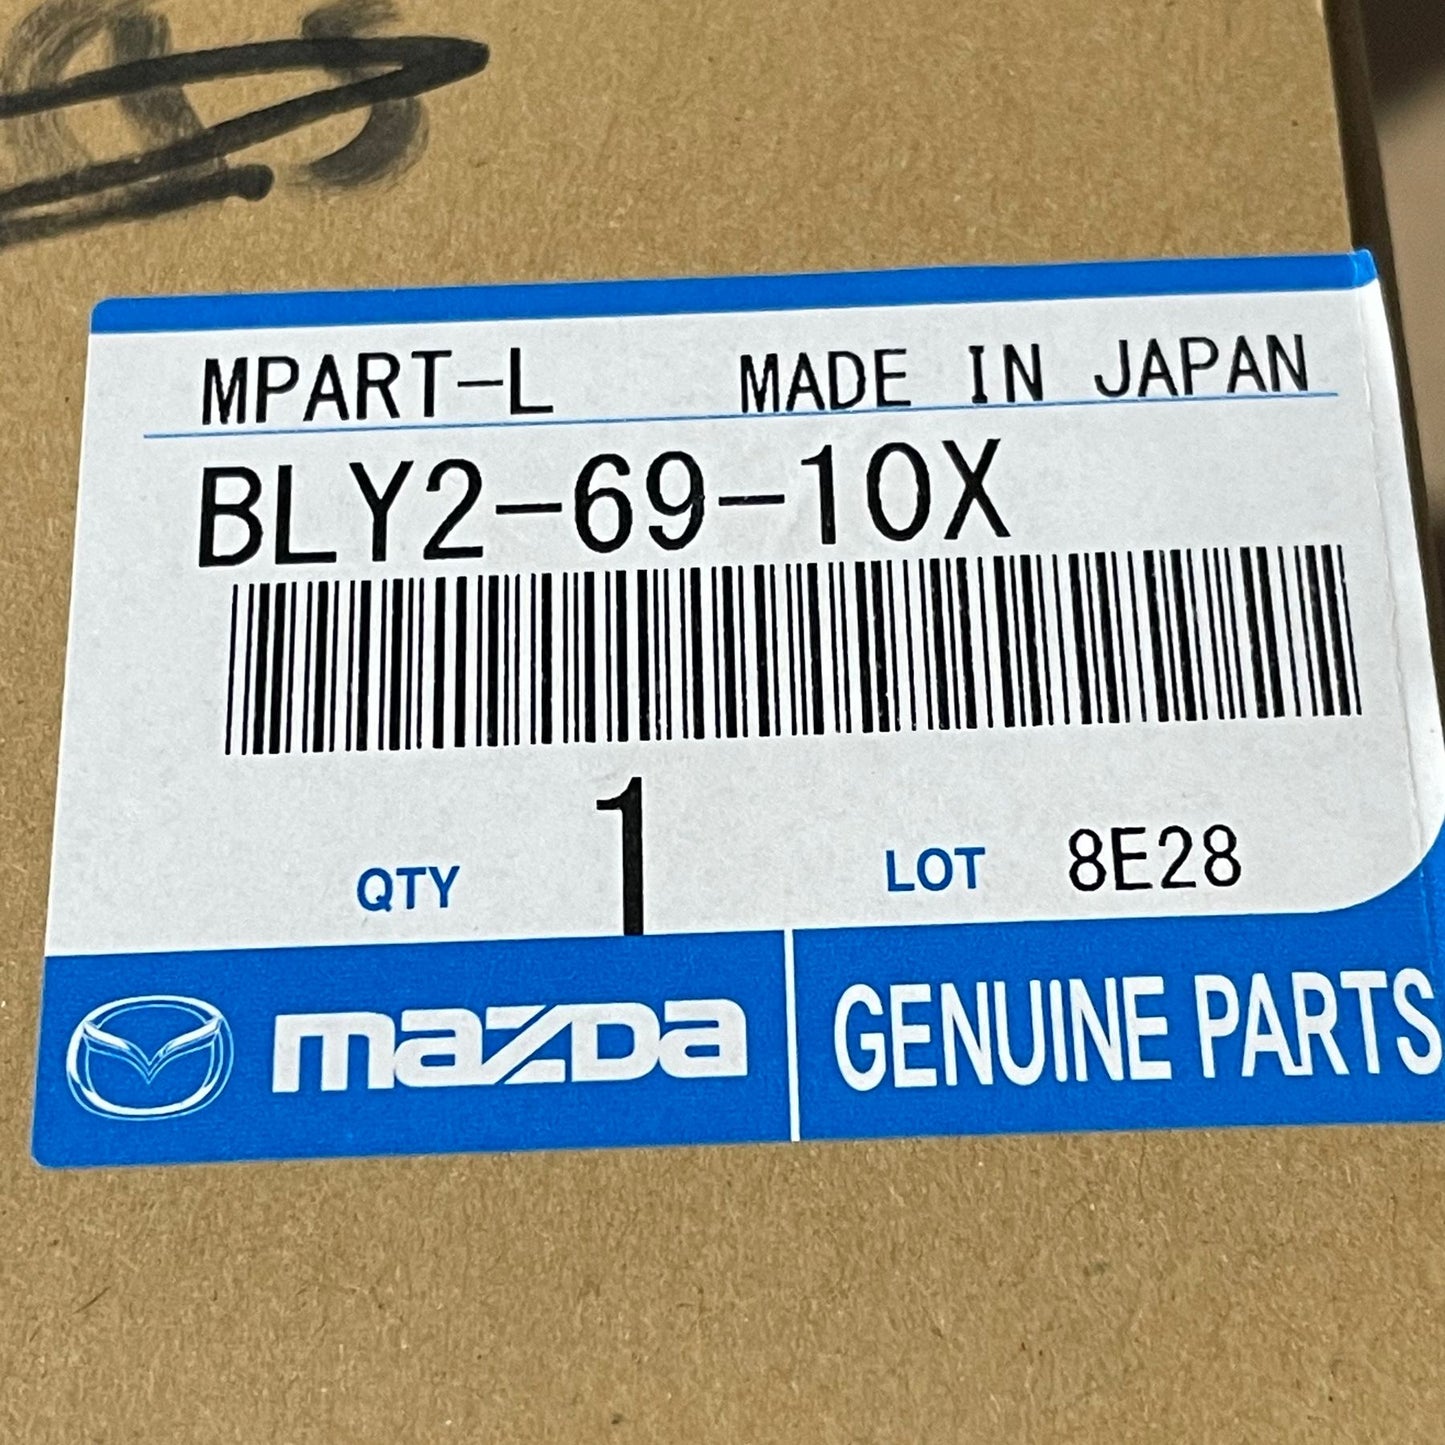 MPART-L MADE IN JAPAN
BLY2-69-10X
QTY 1 LOT 8E28
mazda GENUINE PARTS